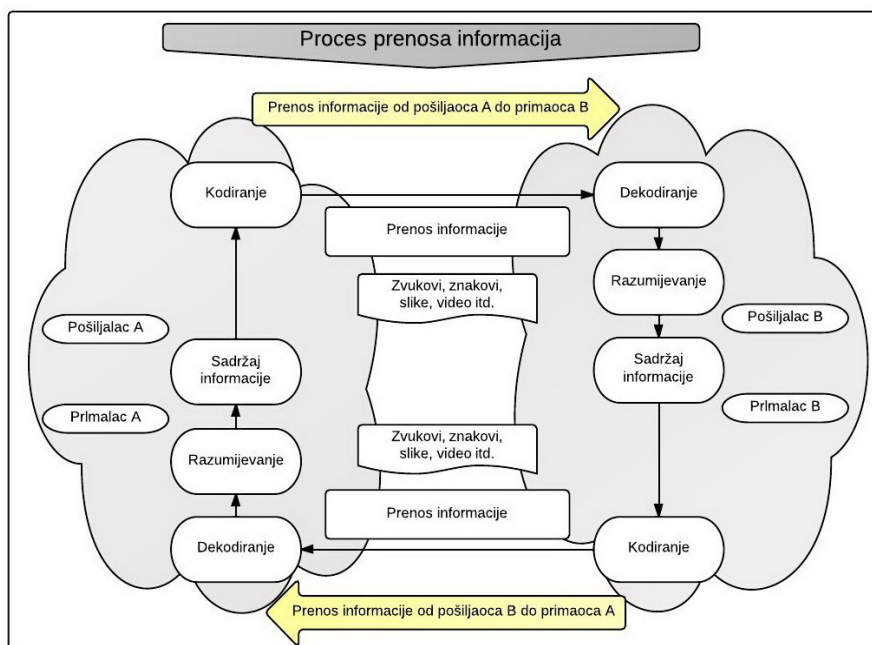 Proces prenosa informacija
Prenos informacije od pošiljaoca A do primaoca B
Kodiranje
Dekodiranje
Prenos informacije
Razumijevanje
Zvukovi, znakovi,
slike, video itd.
Pošiljalac A
Pošiljalac B
Sadržaj
informacije
Sadržaj
informacije
Prlmalac A
Prlmalac B
Zvukovi, znakovi,
slike, video itd.
Razumijevanje
Prenos informacije
Dekodiranje
Kodiranje
Prenos informacije od pošiljaoca B do primaoca A